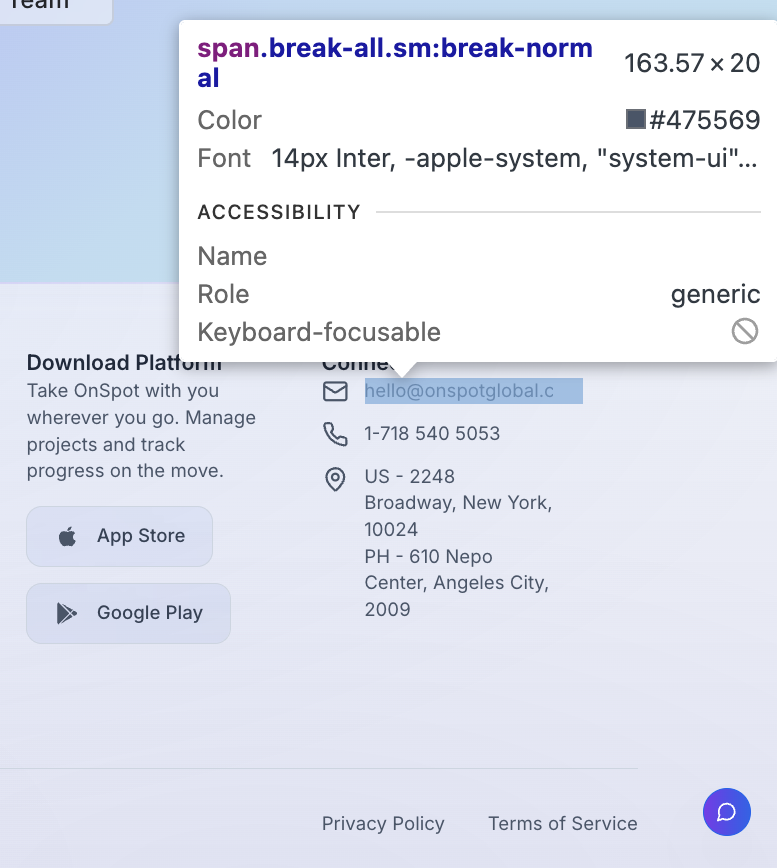 Team
span.break-all.sm:break-norm
al
163.57 × 20
Color
#475569
Font
14px Inter, -apple-system, "system-ui"...
ACCESSIBILITY
Name
Role
generic
Keyboard-focusable
Download Platform
Take OnSpot with you
wherever you go. Manage
projects and track
progress on the move.
App Store
Google Play
Connec
hello@onspotglobal.c
1-718 540 5053
US - 2248
Broadway, New York,
10024
PH - 610 Nepo
Center, Angeles City,
2009
Privacy Policy
Terms of Service